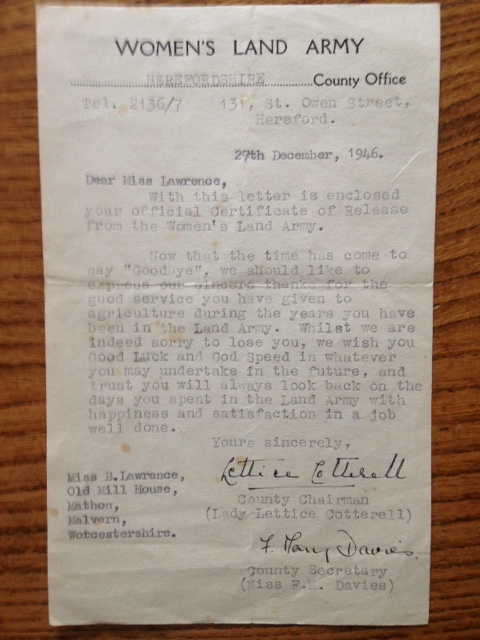 WOMEN'S LAND ARMY
HEREFORDSHIRE County Office
Tel. 2136/7 131, St. Owen Street,
Hereford.
27th December, 1946.
Dear Miss Lawrence,
With this letter is enclosed
your official Certificate of Release
from the Women's Land Army.
Now that the time has come to
say "Goodbye", we should like to
express our sincere thanks for the
good service you have given to
agriculture during the years you have
been in the Land Army. Whilst we are
indeed sorry to lose you, we wish you
Good Luck and God Speed in whatever
you may undertake in the future, and
trust you will always look back on the
days you spent in the Land Army with
happiness and satisfaction in a job
well done.
Yours sincerely,
Lettice Cotterell
County Chairman
(Lady Lettice Cotterell)
Miss B.Lawrence,
Old Mill House,
Mathon,
Malvern,
Worcestershire.
F. Mary Davies.
County Secretary
(Miss F.M. Davies)